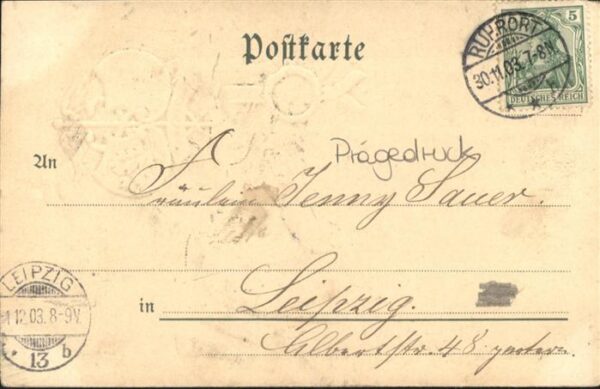 Postkarte
5
DEUTSCHES REICH
RUHRORT
30.11.03.7-8N.
* *
Prägedruck
An
Fräulein Jenny Sauer.
LEIPZIG
1 12 03. 8-9V.
* 13 b
in Leipzig.
Albertstr. 48 parterre.